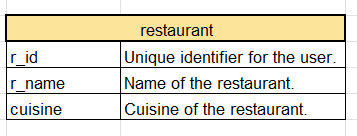 restaurant
r_id Unique identifier for the user.
r_name Name of the restaurant.
cuisine Cuisine of the restaurant.